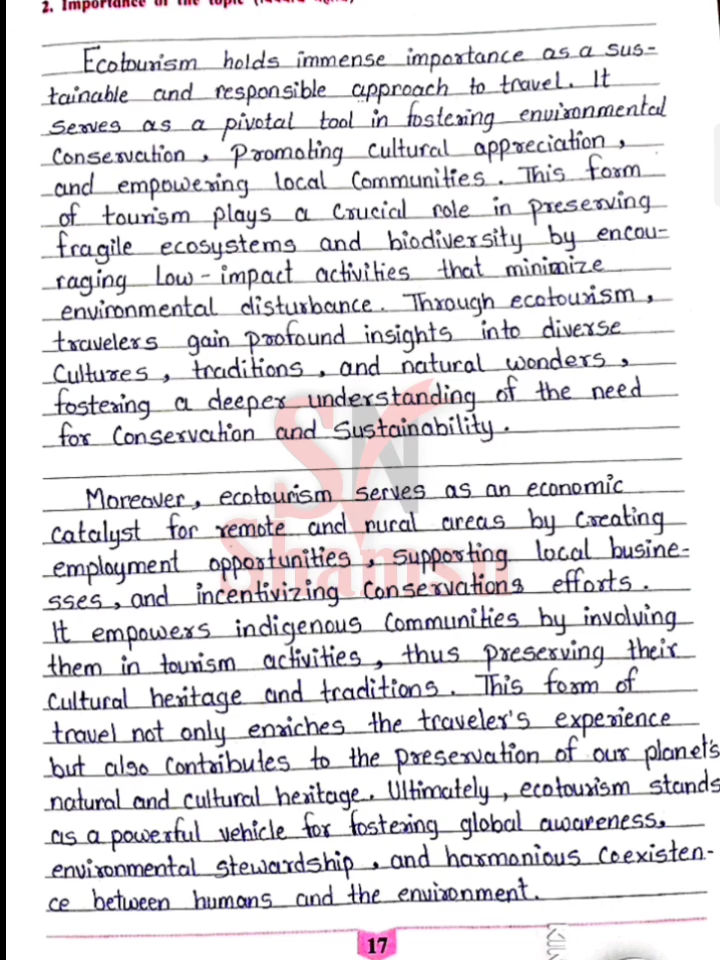 2. Importance of the topic
Ecotourism holds immense importance as a sus-
tainable and responsible approach to travel. It
serves as a pivotal tool in fostering environmental
Conservation, Promoting Cultural appreciation,
and empowering local Communities. This form
of tourism plays a Crucial role in preserving
fragile ecosystems and biodiversity by encou-
raging Low-impact activities that minimize
environmental disturbance. Through ecotourism,
travelers gain profound insights into diverse
Cultures, traditions, and natural wonders,
fostering a deeper understanding of the need
for Conservation and Sustainability.
Moreover, ecotourism serves as an economic
Catalyst for remote and rural areas by Creating
employment opportunities, supporting local busine-
sses, and incentivizing Conservations efforts.
It empowers indigenous Communities by involving
them in tourism activities, thus preserving their
Cultural heritage and traditions. This form of
travel not only enriches the traveler's experience
but also Contributes to the preservation of our planet's
natural and cultural heritage. Ultimately, ecotourism stands
as a powerful vehicle for fostering global awareness,
environmental stewardship, and harmonious Coexisten-
ce between humans and the environment.
SN
Shamsu
17